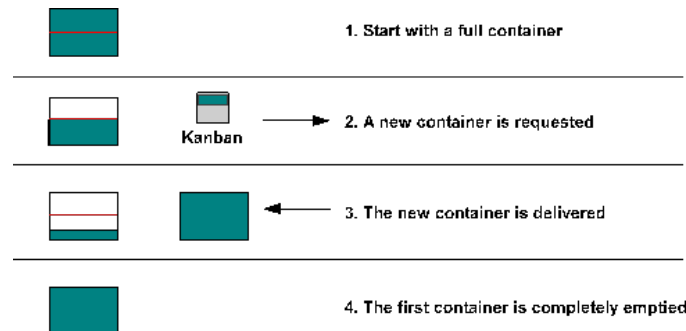 1. Start with a full container
Kanban
2. A new container is requested
3. The new container is delivered
4. The first container is completely emptied